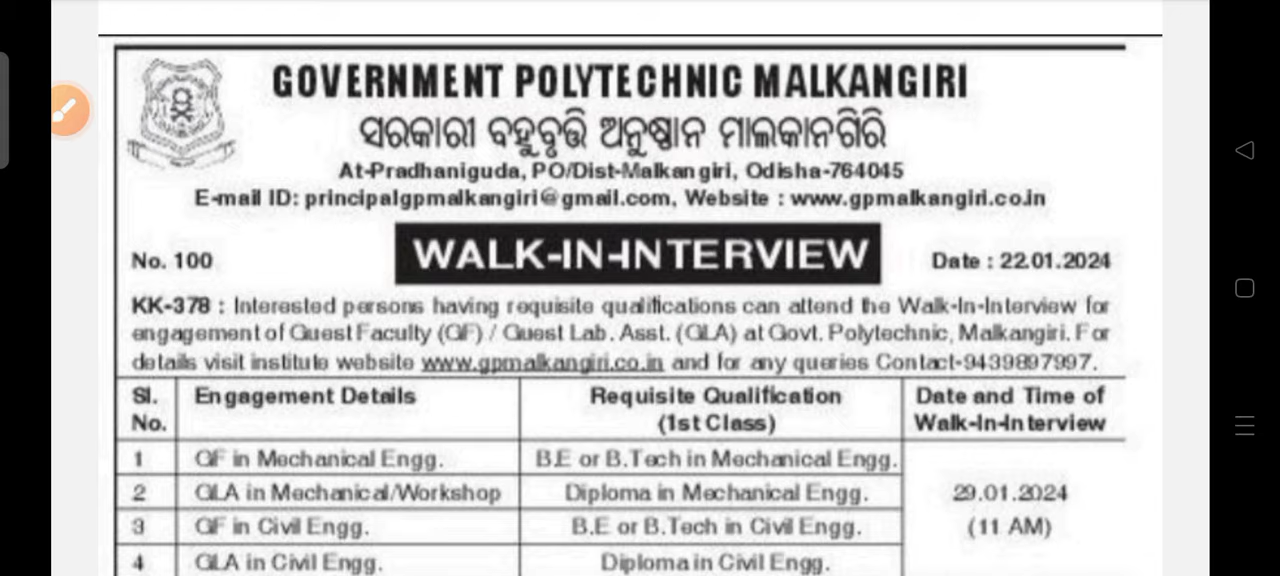 GOVERNMENT POLYTECHNIC MALKANGIRI
ସରକାରୀ ବହୁବୃତ୍ତି ଅନୁଷ୍ଠାନ ମାଲକାନଗିରି
At-Pradhaniguda, PO/Dist-Malkangiri, Odisha-764045
E-mail ID: principalgpmalkangiri@gmail.com, Website : www.gpmalkangiri.co.in
No. 100 WALK-IN-INTERVIEW Date : 22.01.2024
KK-378 : Interested persons having requisite qualifications can attend the Walk-In-Interview for
engagement of Guest Faculty (GF) / Guest Lab. Asst. (GLA) at Govt. Polytechnic, Malkangiri. For
details visit institute website www.gpmalkangiri.co.in and for any queries Contact-9439897997.
Sl. Engagement Details Requisite Qualification Date and Time of
No. (1st Class) Walk-In-Interview
1 GF in Mechanical Engg. B.E or B.Tech in Mechanical Engg.
2 GLA in Mechanical/Workshop Diploma in Mechanical Engg. 29.01.2024
3 GF in Civil Engg. B.E or B.Tech in Civil Engg. (11 AM)
4 GLA in Civil Engg. Diploma in Civil Engg.